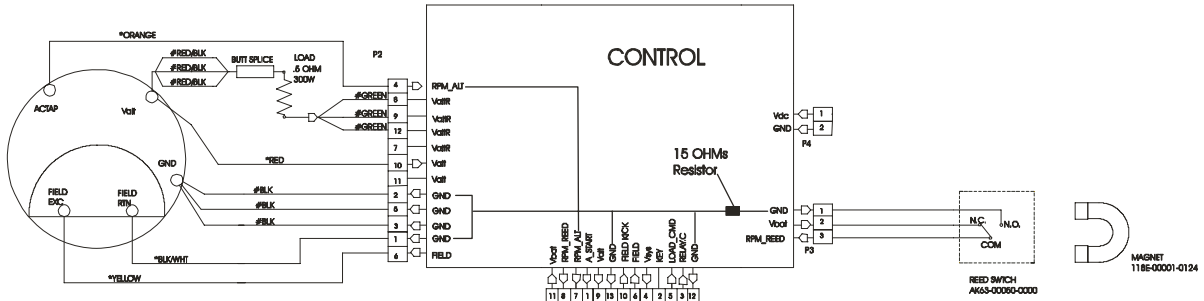 *ORANGE
P2
CONTROL
#RED/BLK
#RED/BLK
#RED/BLK
BUTT SPLICE
LOAD
.5 OHM
300W
ACTAP
Valt
GND
FIELD
EXC
FIELD
RTN
#GREEN
#GREEN
#GREEN
*RED
#BLK
#BLK
#BLK
*BLK/WHT
*YELLOW
4 RPM_ALT
8 ValtR
9 ValtR
12 ValtR
7 ValtR
10 Valt
11 Valt
2 GND
5 GND
3 GND
1 GND
6 FIELD
15 OHMs
Resistor
Vdc 1
GND 2
P4
GND 1
Vbat 2
RPM_REED 3
P3
Vbat
RPM_REED
RPM_ALT
A_START
Valt
GND
FIELD KICK
FIELD
Vsys
KEY
LOAD_CMD
RELAY.C
GND
11 8 7 1 9 13 10 6 4 2 5 3 12
N.C.
N.O.
COM
REED SWTCH
AK63-00050-0000
MAGNET
118E-00001-0124